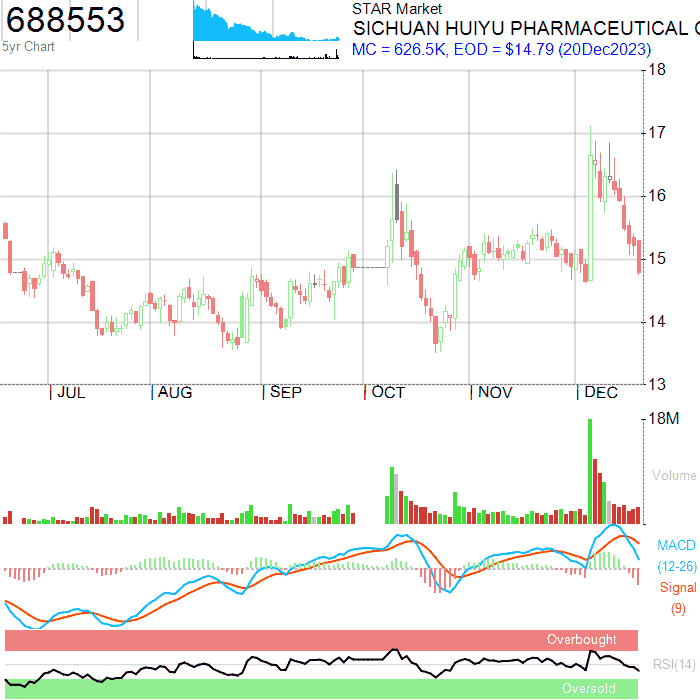 688553
5yr Chart
STAR Market
SICHUAN HUIYU PHARMACEUTICAL C
MC = 626.5K, EOD = $14.79 (20Dec2023)
18
17
16
15
14
13
JUL AUG SEP OCT NOV DEC
18M
Volume
MACD
(12-26)
Signal
(9)
Overbought
RSI(14)
Oversold